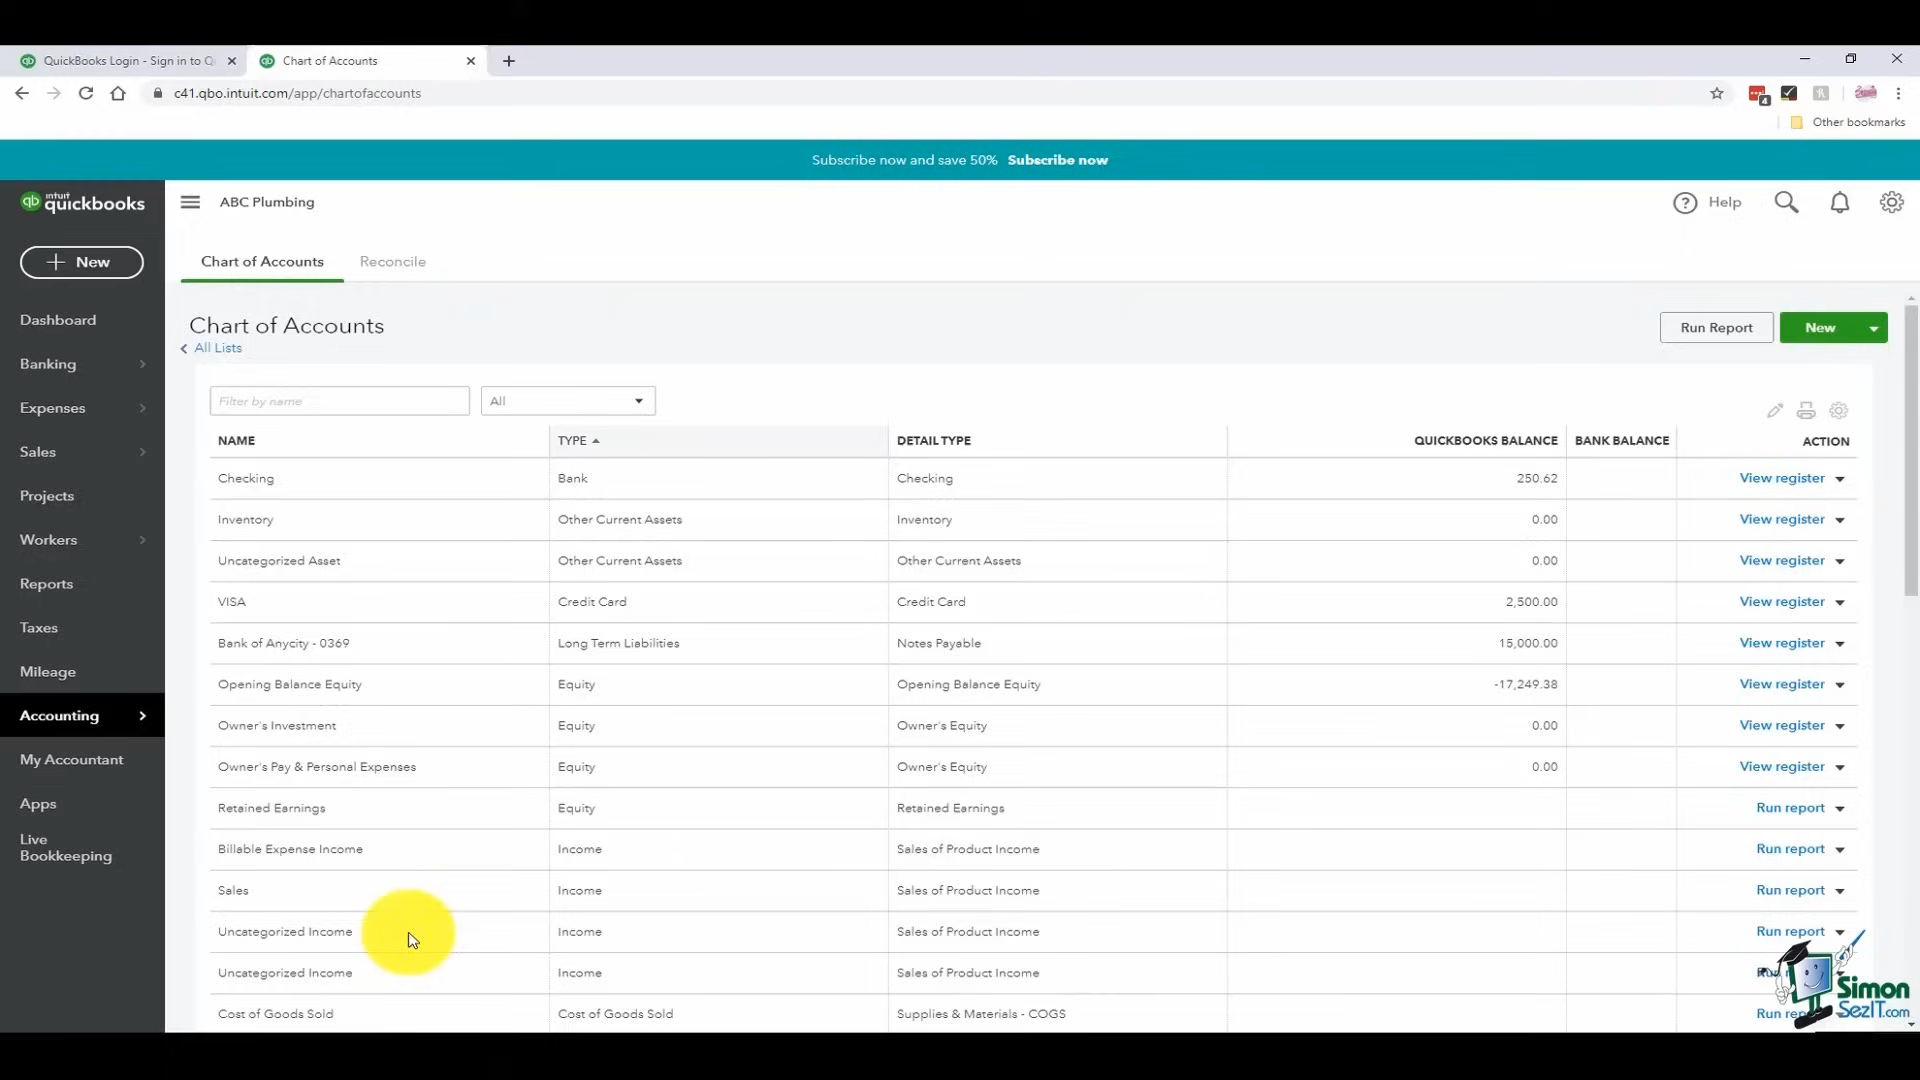 QuickBooks Login - Sign in to Q
Chart of Accounts
c41.qbo.intuit.com/app/chartofaccounts
4
Other bookmarks
Subscribe now and save 50% Subscribe now
intuit
quickbooks
ABC Plumbing
Help
New
Chart of Accounts
Reconcile
Dashboard
Banking
Expenses
Sales
Projects
Workers
Reports
Taxes
Mileage
Accounting
My Accountant
Apps
Live
Bookkeeping
Chart of Accounts
All Lists
Run Report
New
Filter by name
All
NAME TYPE DETAIL TYPE QUICKBOOKS BALANCE BANK BALANCE ACTION
Checking Bank Checking 250.62 View register
Inventory Other Current Assets Inventory 0.00 View register
Uncategorized Asset Other Current Assets Other Current Assets 0.00 View register
VISA Credit Card Credit Card 2,500.00 View register
Bank of Anycity - 0369 Long Term Liabilities Notes Payable 15,000.00 View register
Opening Balance Equity Equity Opening Balance Equity -17,249.38 View register
Owner's Investment Equity Owner's Equity 0.00 View register
Owner's Pay & Personal Expenses Equity Owner's Equity 0.00 View register
Retained Earnings Equity Retained Earnings Run report
Billable Expense Income Income Sales of Product Income Run report
Sales Income Sales of Product Income Run report
Uncategorized Income Income Sales of Product Income Run report
Uncategorized Income Income Sales of Product Income
Cost of Goods Sold Cost of Goods Sold Supplies & Materials - COGS Run
Simon
SezIT.com